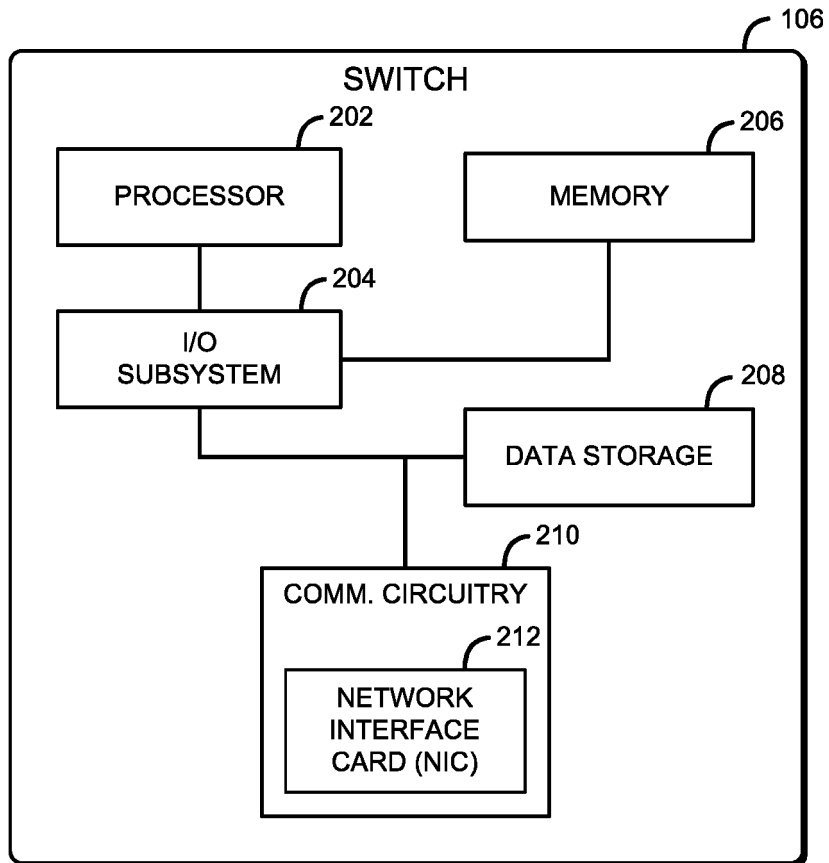 106
SWITCH
202
PROCESSOR
206
MEMORY
204
I/O
SUBSYSTEM
208
DATA STORAGE
210
COMM. CIRCUITRY
212
NETWORK
INTERFACE
CARD (NIC)